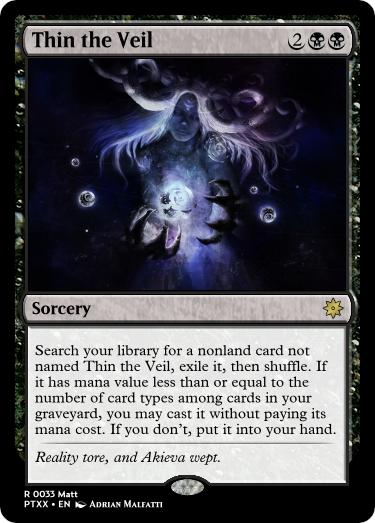 Thin the Veil 2
Sorcery
Search your library for a nonland card not
named Thin the Veil, exile it, then shuffle. If
it has mana value less than or equal to the
number of card types among cards in your
graveyard, you may cast it without paying its
mana cost. If you don't, put it into your hand.
Reality tore, and Akieva wept.
R 0033 Matt
PTXX • EN Adrian Malfatti